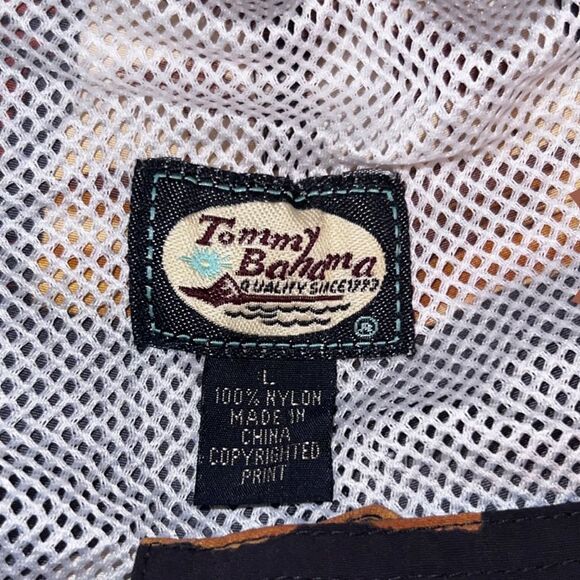 Tommy
Bahama
QUALITY SINCE 1993
®
L
100% NYLON
MADE IN
CHINA
COPYRIGHTED
PRINT